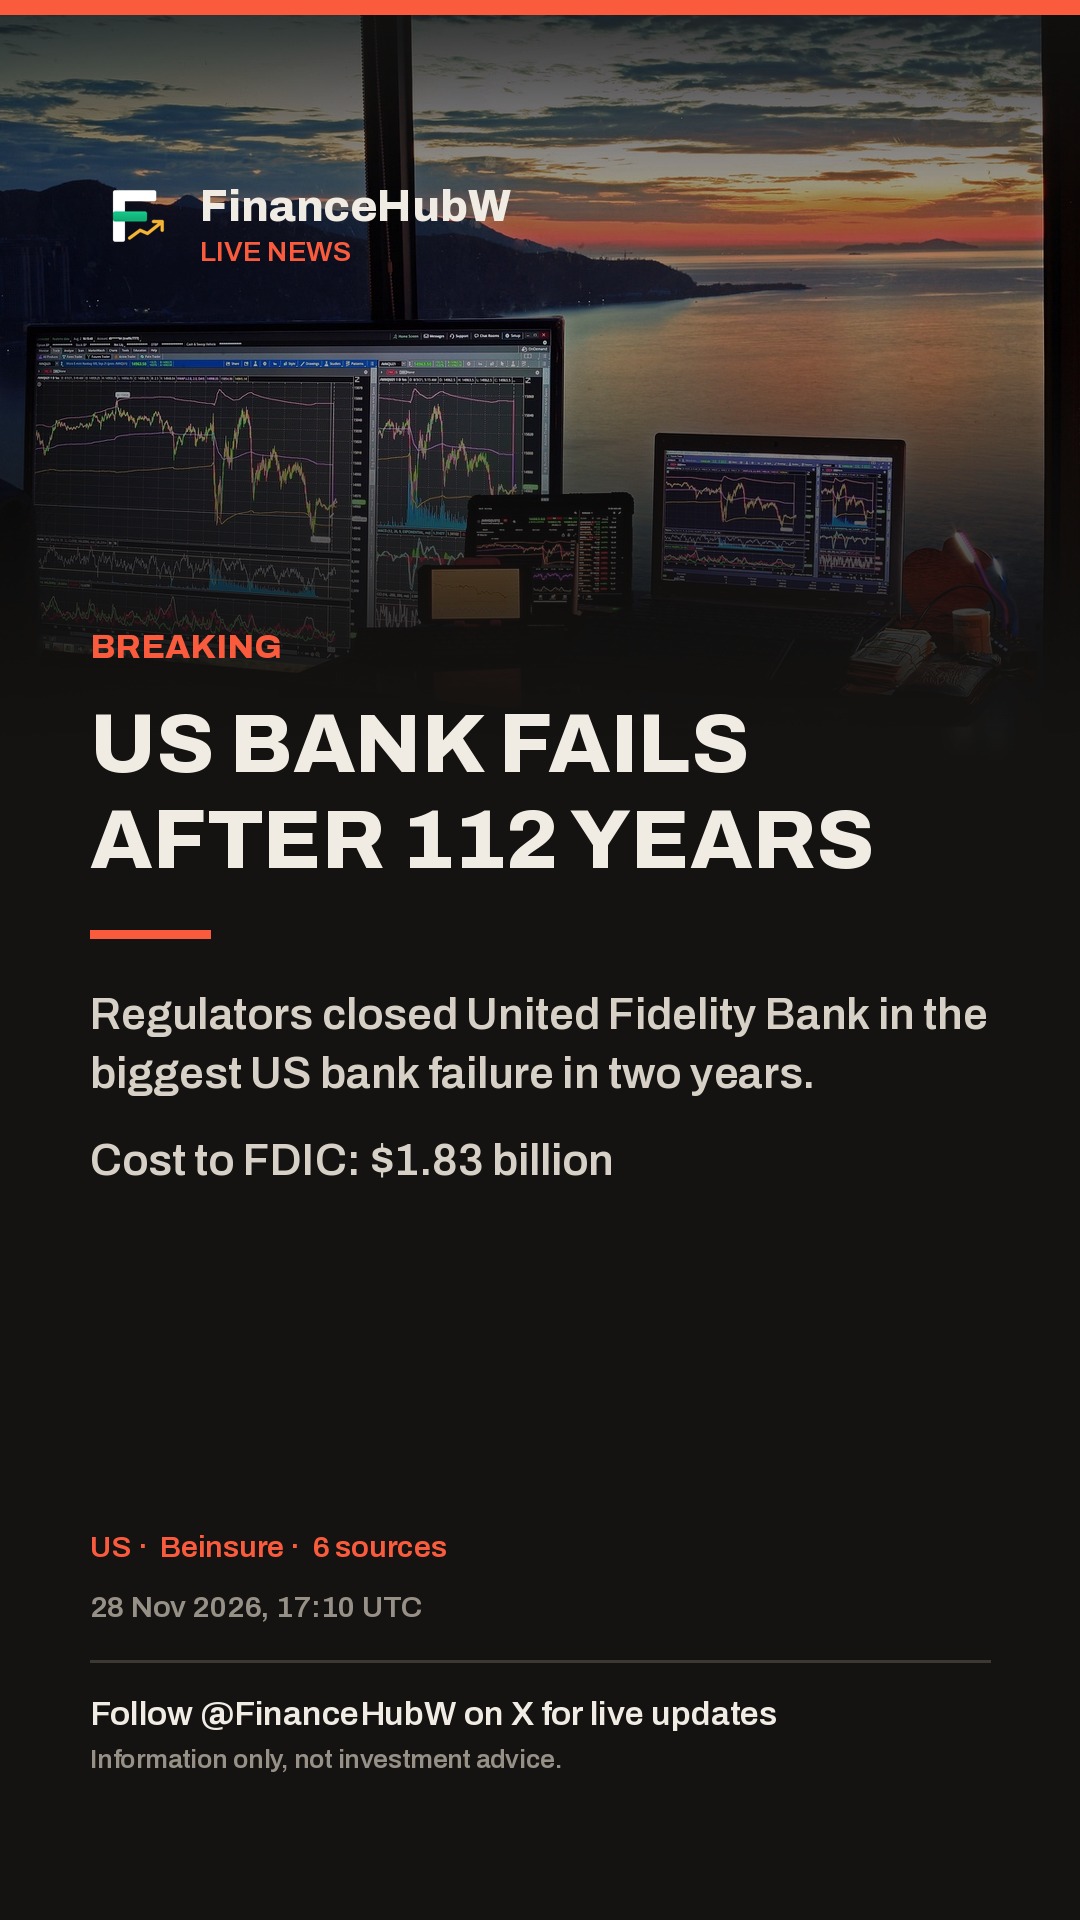 FinanceHubW
LIVE NEWS
BREAKING
US BANK FAILS
AFTER 112 YEARS
Regulators closed United Fidelity Bank in the
biggest US bank failure in two years.
Cost to FDIC: $1.83 billion
US · Beinsure · 6 sources
28 Nov 2026, 17:10 UTC
Follow @FinanceHubW on X for live updates
Information only, not investment advice.